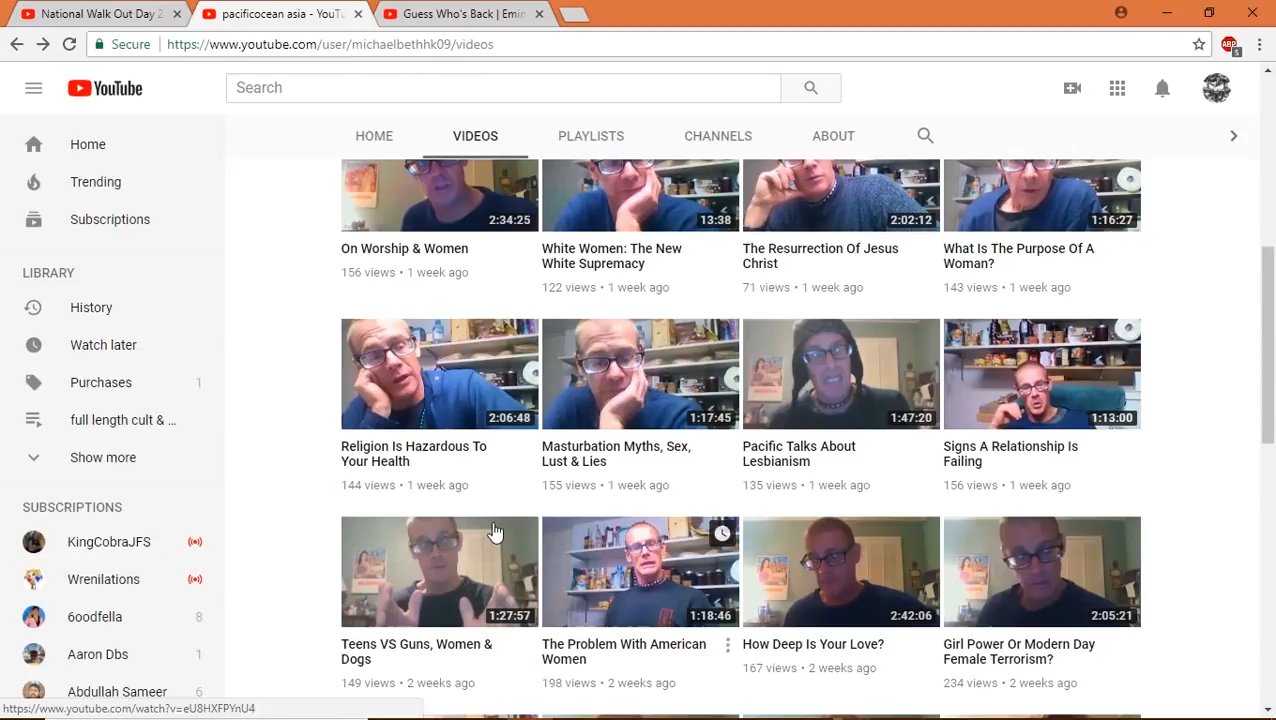 National Walk Out Day 2
pacificocean asia - YouTu
Guess Who's Back | Emin
Secure
https://www.youtube.com/user/michaelbethhk09/videos
ABP
5
YouTube
Search
HOME
VIDEOS
PLAYLISTS
CHANNELS
ABOUT
Home
Trending
Subscriptions
LIBRARY
History
Watch later
Purchases
1
full length cult & ...
Show more
SUBSCRIPTIONS
KingCobraJFS
Wrenilations
6oodfella
8
Aaron Dbs
1
Abdullah Sameer
6
2:34:25
13:38
2:02:12
1:16:27
On Worship & Women
156 views • 1 week ago
White Women: The New
White Supremacy
122 views • 1 week ago
The Resurrection Of Jesus
Christ
71 views • 1 week ago
What Is The Purpose Of A
Woman?
143 views • 1 week ago
2:06:48
1:17:45
1:47:20
1:13:00
Religion Is Hazardous To
Your Health
144 views • 1 week ago
Masturbation Myths, Sex,
Lust & Lies
155 views • 1 week ago
Pacific Talks About
Lesbianism
135 views • 1 week ago
Signs A Relationship Is
Failing
156 views • 1 week ago
1:27:57
1:18:46
2:42:06
2:05:21
Teens VS Guns, Women &
Dogs
149 views • 2 weeks ago
The Problem With American
Women
198 views • 2 weeks ago
How Deep Is Your Love?
167 views • 2 weeks ago
Girl Power Or Modern Day
Female Terrorism?
234 views • 2 weeks ago
https://www.youtube.com/watch?v=eU8HXFPYnU4